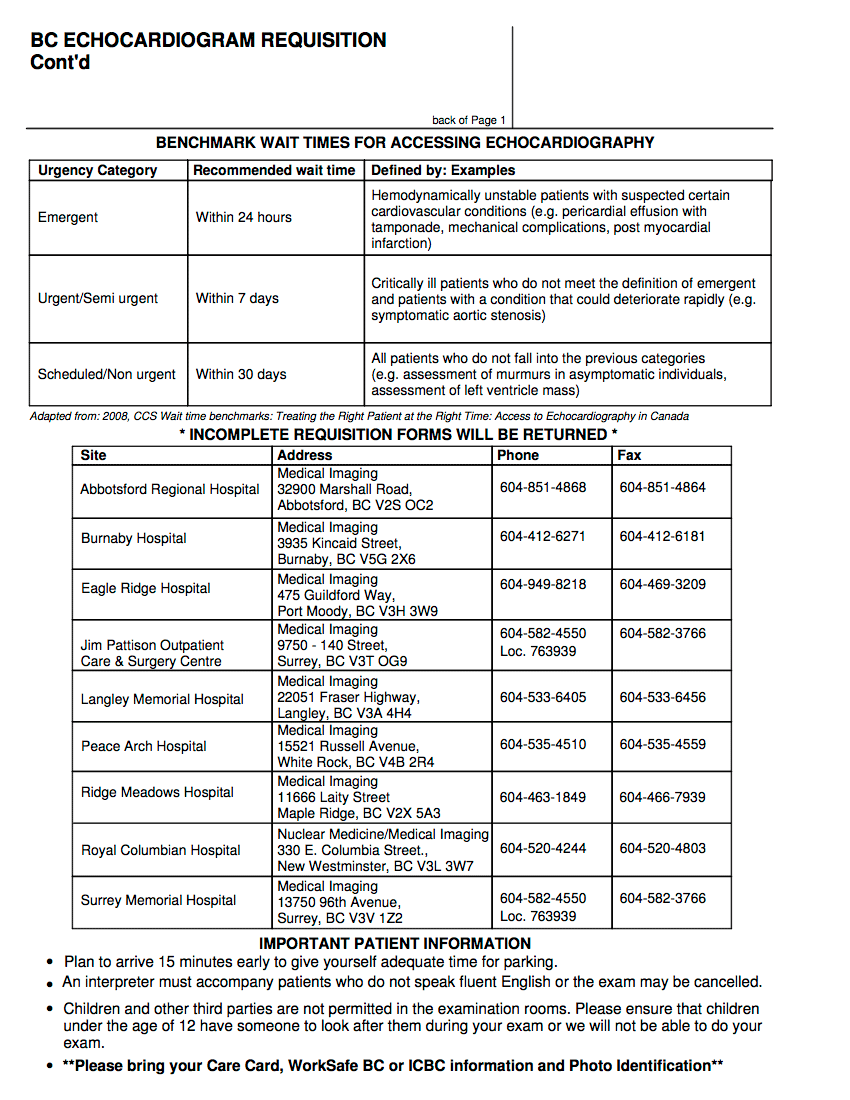 BC ECHOCARDIOGRAM REQUISITION
Cont'd
back of Page 1
BENCHMARK WAIT TIMES FOR ACCESSING ECHOCARDIOGRAPHY
Urgency Category Recommended wait time Defined by: Examples
Emergent
Within 24 hours
Hemodynamically unstable patients with suspected certain
cardiovascular conditions (e.g. pericardial effusion with
tamponade, mechanical complications, post myocardial
infarction)
Urgent/Semi urgent
Within 7 days
Critically ill patients who do not meet the definition of emergent
and patients with a condition that could deteriorate rapidly (e.g.
symptomatic aortic stenosis)
Scheduled/Non urgent
Within 30 days
All patients who do not fall into the previous categories
(e.g. assessment of murmurs in asymptomatic individuals,
assessment of left ventricle mass)
Adapted from: 2008, CCS Wait time benchmarks: Treating the Right Patient at the Right Time: Access to Echocardiography in Canada
* INCOMPLETE REQUISITION FORMS WILL BE RETURNED *
Site Address Phone Fax
Abbotsford Regional Hospital
Medical Imaging
32900 Marshall Road,
Abbotsford, BC V2S OC2
604-851-4868
604-851-4864
Burnaby Hospital
Medical Imaging
3935 Kincaid Street,
Burnaby, BC V5G 2X6
604-412-6271
604-412-6181
Eagle Ridge Hospital
Medical Imaging
475 Guildford Way,
Port Moody, BC V3H 3W9
604-949-8218
604-469-3209
Jim Pattison Outpatient
Care & Surgery Centre
Medical Imaging
9750 - 140 Street,
Surrey, BC V3T OG9
604-582-4550
Loc. 763939
604-582-3766
Langley Memorial Hospital
Medical Imaging
22051 Fraser Highway,
Langley, BC V3A 4H4
604-533-6405
604-533-6456
Peace Arch Hospital
Medical Imaging
15521 Russell Avenue,
White Rock, BC V4B 2R4
604-535-4510
604-535-4559
Ridge Meadows Hospital
Medical Imaging
11666 Laity Street
Maple Ridge, BC V2X 5A3
604-463-1849
604-466-7939
Royal Columbian Hospital
Nuclear Medicine/Medical Imaging
330 E. Columbia Street.,
New Westminster, BC V3L 3W7
604-520-4244
604-520-4803
Surrey Memorial Hospital
Medical Imaging
13750 96th Avenue,
Surrey, BC V3V 1Z2
604-582-4550
Loc. 763939
604-582-3766
IMPORTANT PATIENT INFORMATION
• Plan to arrive 15 minutes early to give yourself adequate time for parking.
• An interpreter must accompany patients who do not speak fluent English or the exam may be cancelled.
• Children and other third parties are not permitted in the examination rooms. Please ensure that children
under the age of 12 have someone to look after them during your exam or we will not be able to do your
exam.
• **Please bring your Care Card, WorkSafe BC or ICBC information and Photo Identification**